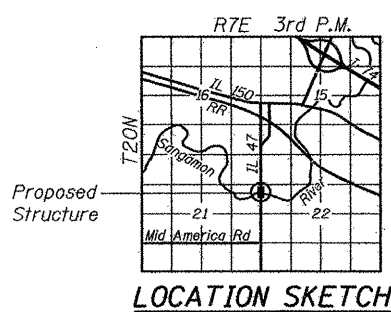 R7E 3rd P.M.
I-74
IL 150
15
16
RR
T20N
IL 47
Sangamon
River
Proposed
Structure
21
22
Mid America Rd
LOCATION SKETCH